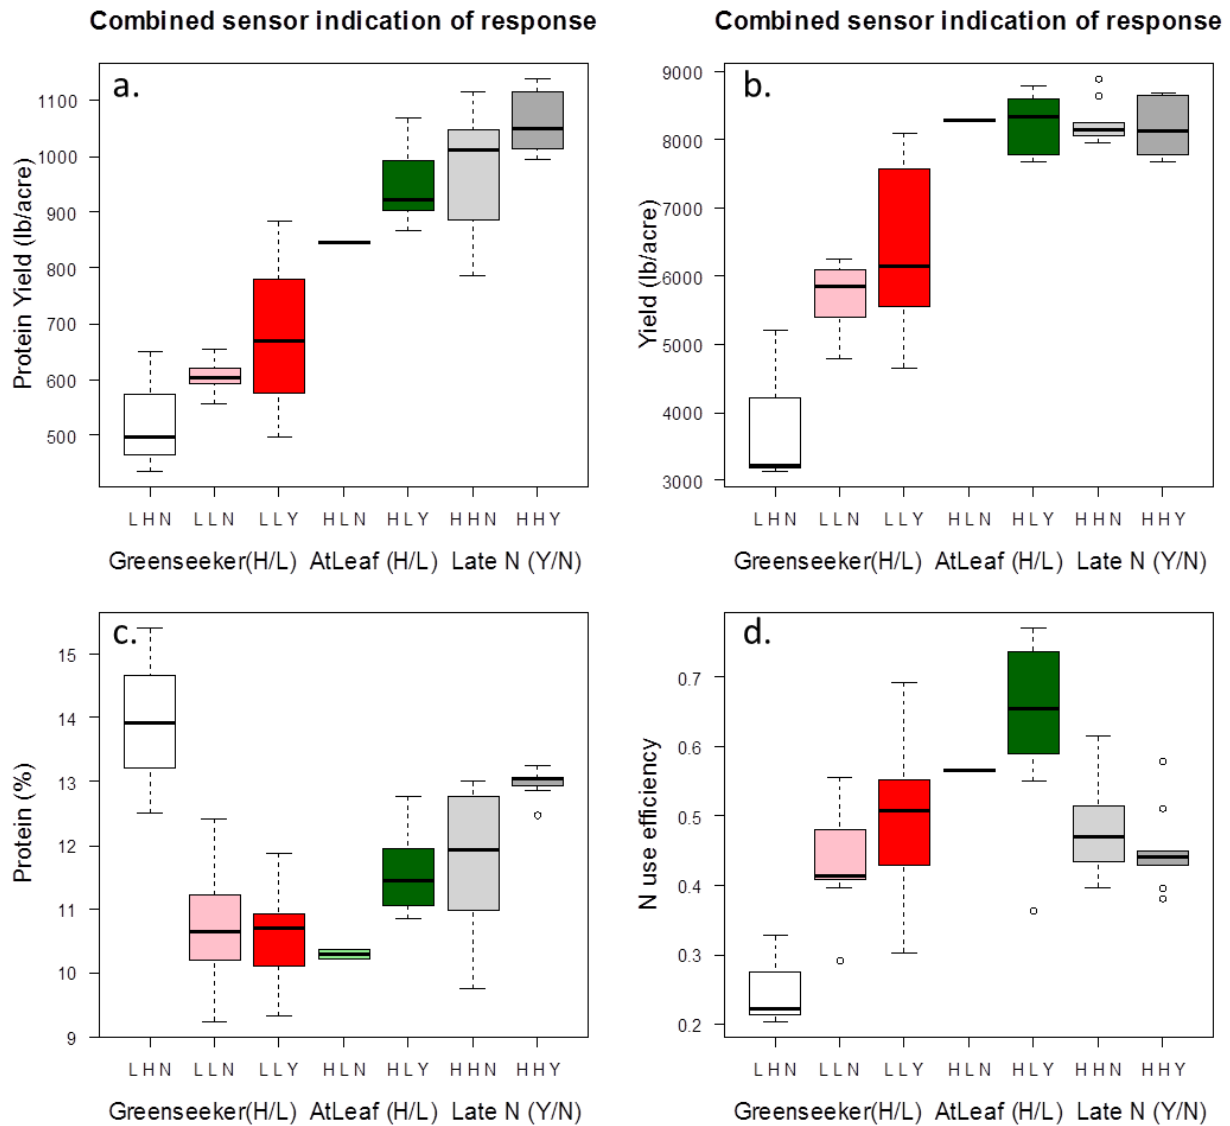 Combined sensor indication of response
a.
Protein Yield (lb/acre)
1100
1000
900
800
700
600
500
L H N L L N L L Y H L N H L Y H H N H H Y
Greenseeker(H/L) AtLeaf (H/L) Late N (Y/N)
Combined sensor indication of response
b.
Yield (lb/acre)
9000
8000
7000
6000
5000
4000
3000
L H N L L N L L Y H L N H L Y H H N H H Y
Greenseeker(H/L) AtLeaf (H/L) Late N (Y/N)
c.
Protein (%)
15
14
13
12
11
10
9
L H N L L N L L Y H L N H L Y H H N H H Y
Greenseeker(H/L) AtLeaf (H/L) Late N (Y/N)
d.
N use efficiency
0.7
0.6
0.5
0.4
0.3
0.2
L H N L L N L L Y H L N H L Y H H N H H Y
Greenseeker(H/L) AtLeaf (H/L) Late N (Y/N)